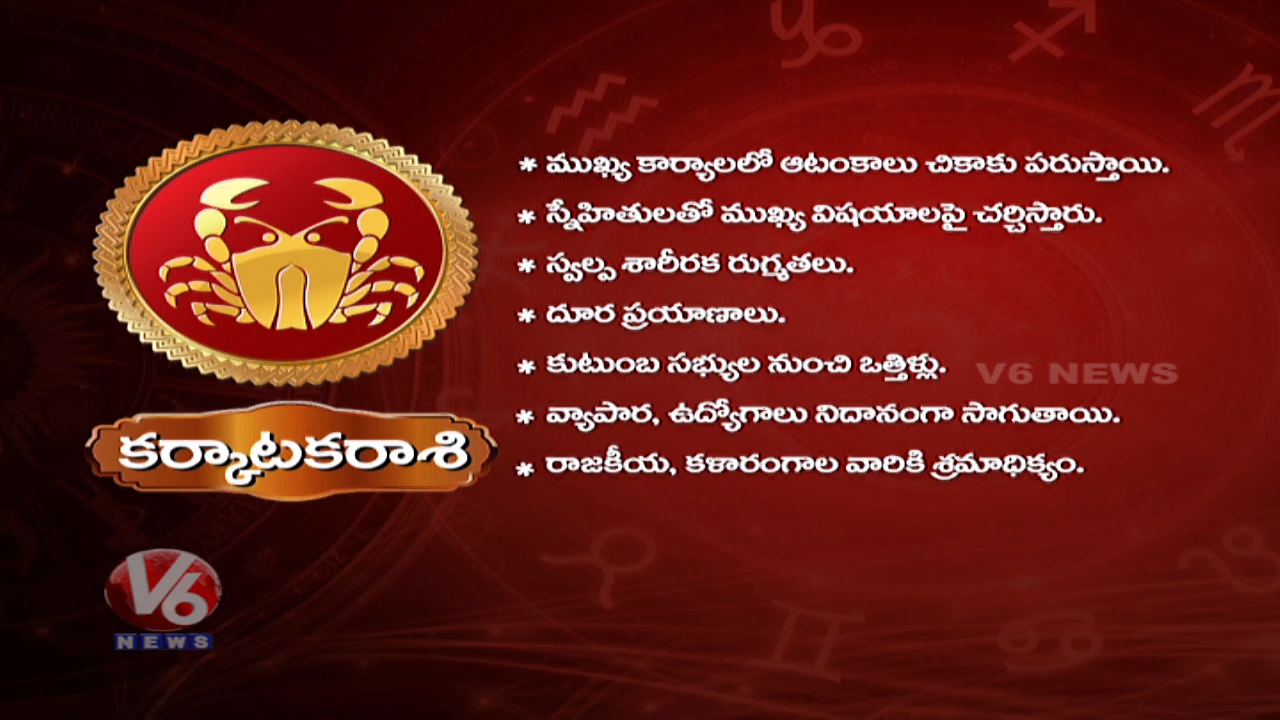 * ముఖ్య కార్యాలలో ఆటంకాలు చికాకు పరుస్తాయి.
* స్నేహితులతో ముఖ్య విషయాలపై చర్చిస్తారు.
* స్వల్ప శారీరక రుగ్మతలు.
* దూర ప్రయాణాలు.
* కుటుంబ సభ్యుల నుంచి ఒత్తిళ్లు.
V6 NEWS
* వ్యాపార, ఉద్యోగాలు నిదానంగా సాగుతాయి.
* రాజకీయ, కళారంగాల వారికి శ్రమాధిక్యం.
కర్కాటకరాశి
V6
NEWS